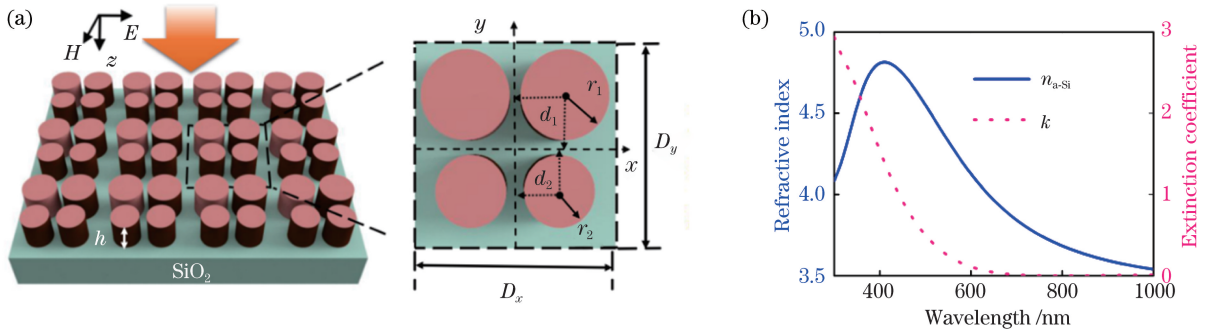 (a)
E
H
z
h
SiO2
y
r1
d1
Dy
x
d2
r2
Dx
(b)
5.0
4.5
4.0
3.5
Refractive index
na-Si
k
3
2
1
0
Extinction coefficient
400
600
800
1000
Wavelength /nm